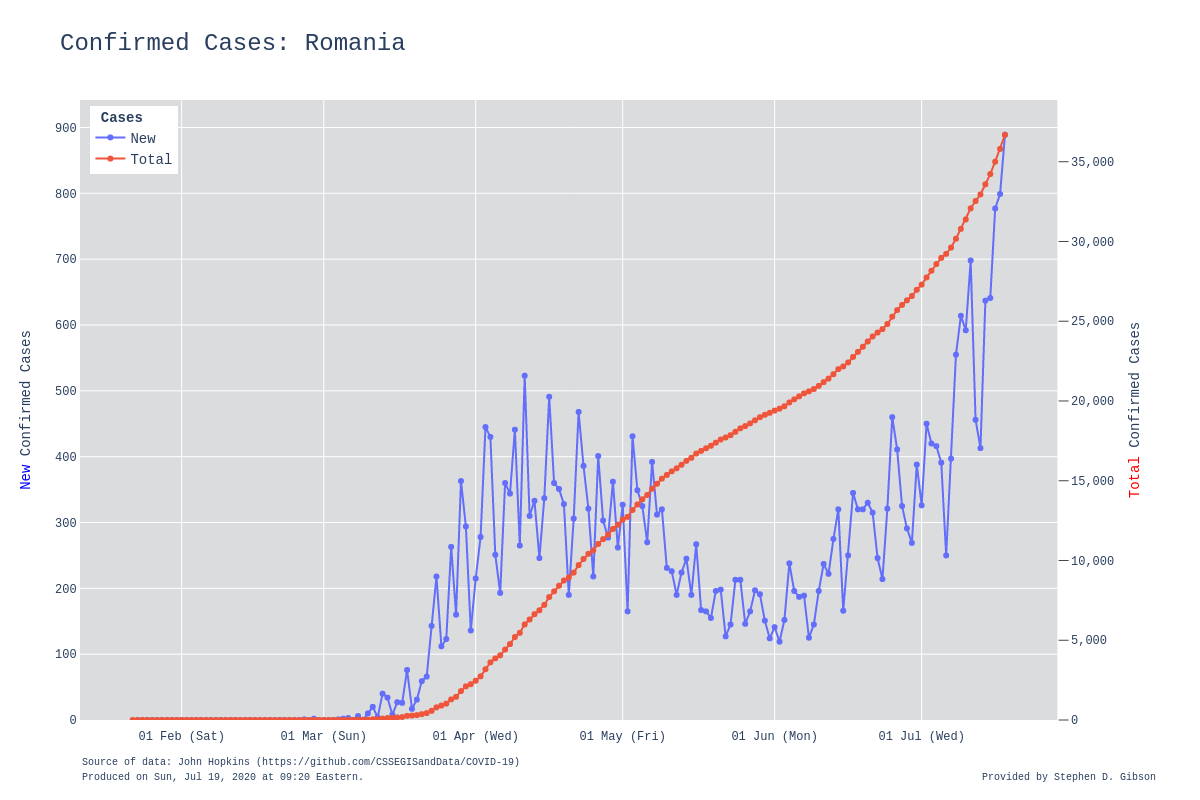 Confirmed Cases: Romania
Cases
New
Total
900
800
700
600
500
400
300
200
100
0
New Confirmed Cases
35,000
30,000
25,000
20,000
15,000
10,000
5,000
0
Total Confirmed Cases
01 Feb (Sat)
01 Mar (Sun)
01 Apr (Wed)
01 May (Fri)
01 Jun (Mon)
01 Jul (Wed)
Source of data: John Hopkins (https://github.com/CSSEGISandData/COVID-19)
Produced on Sun, Jul 19, 2020 at 09:20 Eastern.
Provided by Stephen D. Gibson